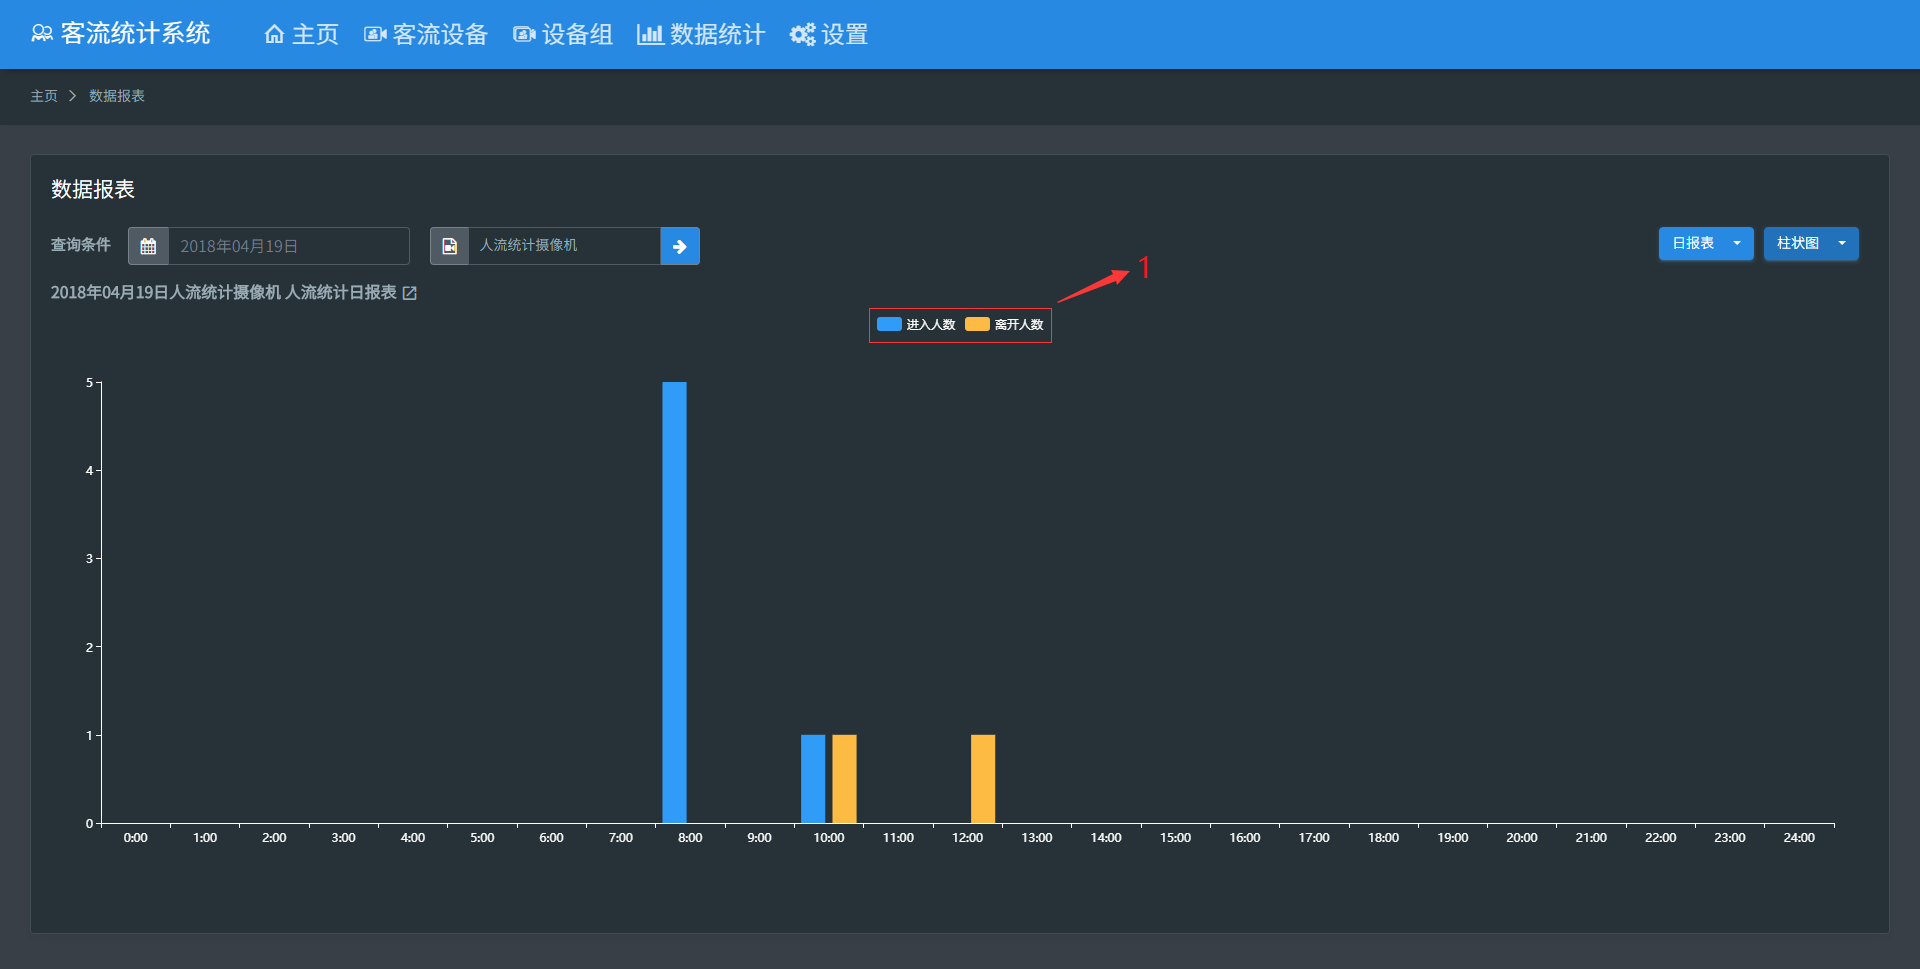 客流统计系统 主页 客流设备 设备组 数据统计 设置
主页 数据报表
数据报表
查询条件 2018年04月19日 人流统计摄像机 日报表 柱状图
1
2018年04月19日人流统计摄像机 人流统计日报表
进入人数 离开人数
5
4
3
2
1
0
0:00 1:00 2:00 3:00 4:00 5:00 6:00 7:00 8:00 9:00 10:00 11:00 12:00 13:00 14:00 15:00 16:00 17:00 18:00 19:00 20:00 21:00 22:00 23:00 24:00